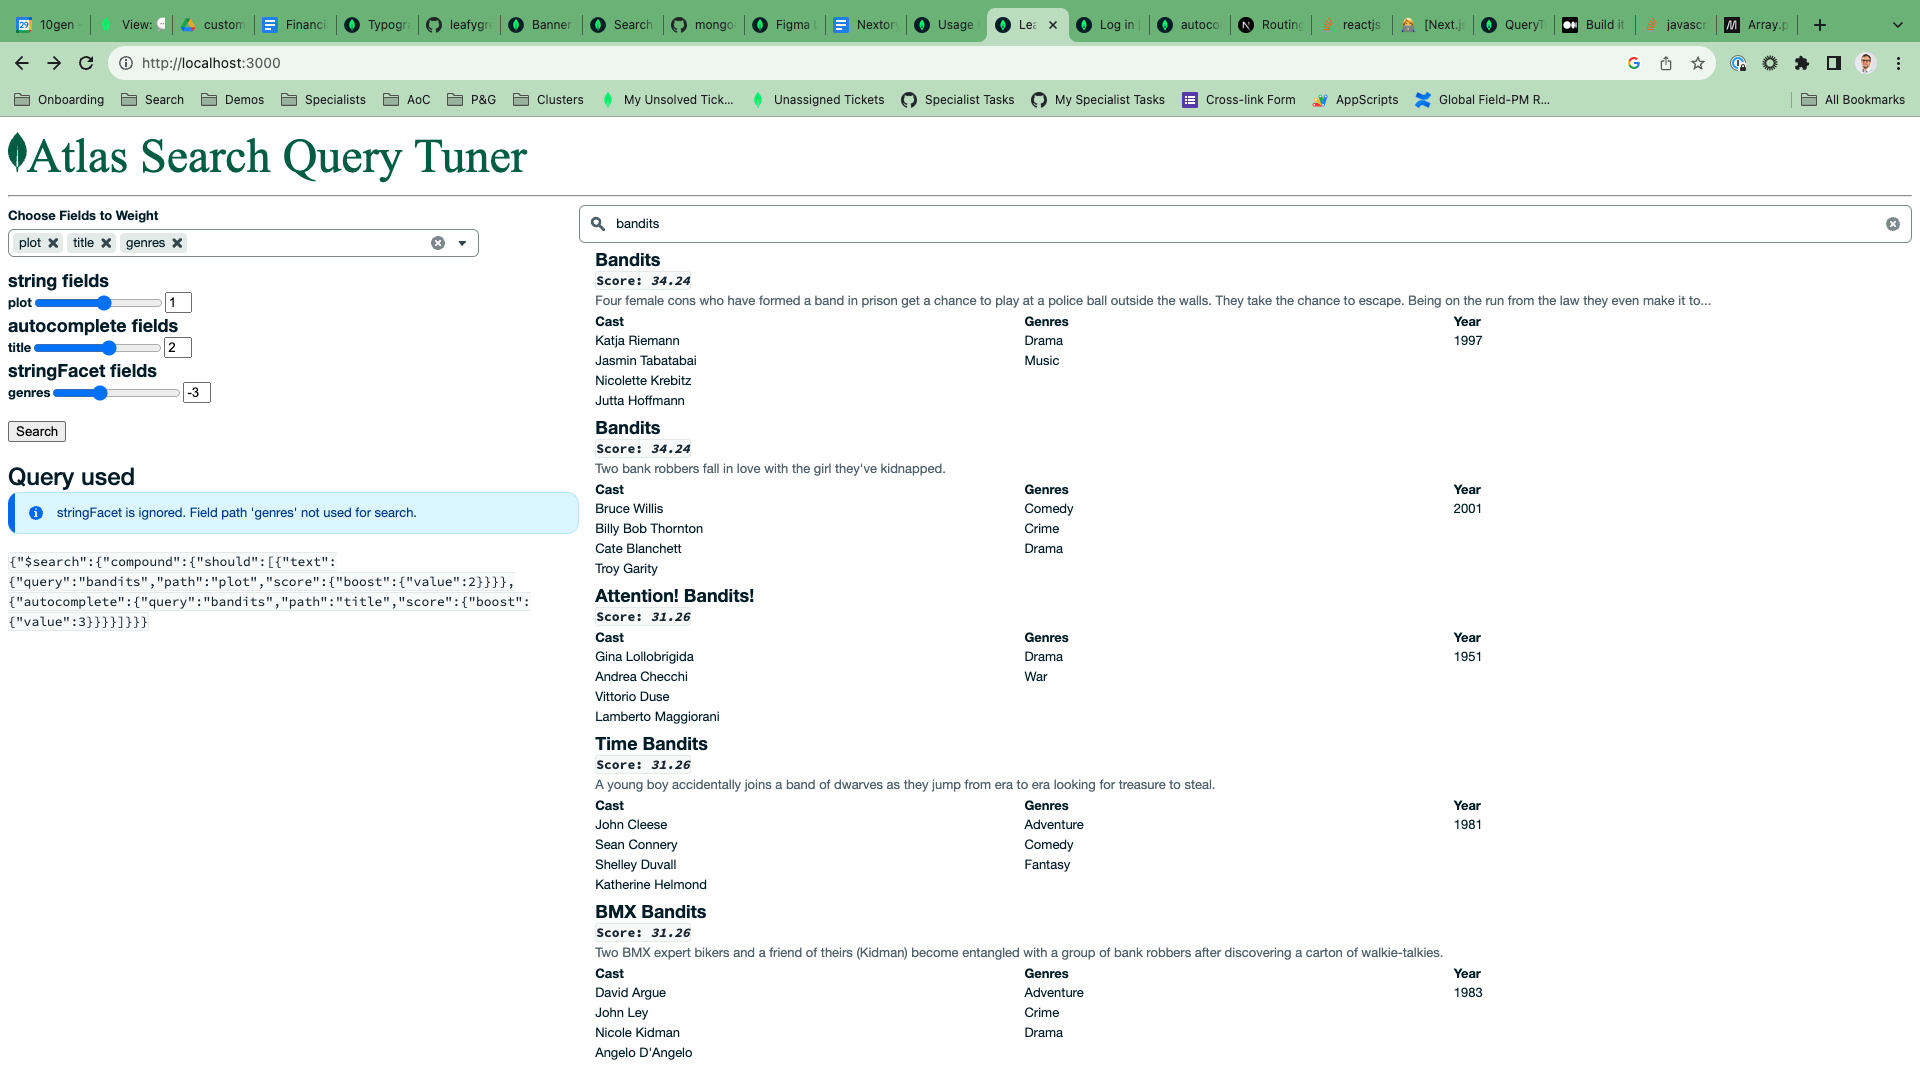 10gen
View:
custom
Financi
Typogra
leafygre
Banner
Search
mongo
Figma
Nextory
Usage
Lea
Log in
autoco
Routing
reactjs
[Next.js
QueryT
Build it
javascr
Array.p
http://localhost:3000
Onboarding
Search
Demos
Specialists
AoC
P&G
Clusters
My Unsolved Tick...
Unassigned Tickets
Specialist Tasks
My Specialist Tasks
Cross-link Form
AppScripts
Global Field-PM R...
All Bookmarks
Atlas Search Query Tuner
Choose Fields to Weight
plot title genres
string fields
plot 1
autocomplete fields
title 2
stringFacet fields
genres -3
Search
Query used
stringFacet is ignored. Field path 'genres' not used for search.
{"$search":{"compound":{"should":[{"text":
{"query":"bandits","path":"plot","score":{"boost":{"value":2}}}},
{"autocomplete":{"query":"bandits","path":"title","score":{"boost":
{"value":3}}}}]}}}
bandits
Bandits
Score: 34.24
Four female cons who have formed a band in prison get a chance to play at a police ball outside the walls. They take the chance to escape. Being on the run from the law they even make it to...
Cast Genres Year
Katja Riemann Drama 1997
Jasmin Tabatabai Music
Nicolette Krebitz
Jutta Hoffmann
Bandits
Score: 34.24
Two bank robbers fall in love with the girl they've kidnapped.
Cast Genres Year
Bruce Willis Comedy 2001
Billy Bob Thornton Crime
Cate Blanchett Drama
Troy Garity
Attention! Bandits!
Score: 31.26
Cast Genres Year
Gina Lollobrigida Drama 1951
Andrea Checchi War
Vittorio Duse
Lamberto Maggiorani
Time Bandits
Score: 31.26
A young boy accidentally joins a band of dwarves as they jump from era to era looking for treasure to steal.
Cast Genres Year
John Cleese Adventure 1981
Sean Connery Comedy
Shelley Duvall Fantasy
Katherine Helmond
BMX Bandits
Score: 31.26
Two BMX expert bikers and a friend of theirs (Kidman) become entangled with a group of bank robbers after discovering a carton of walkie-talkies.
Cast Genres Year
David Argue Adventure 1983
John Ley Crime
Nicole Kidman Drama
Angelo D'Angelo